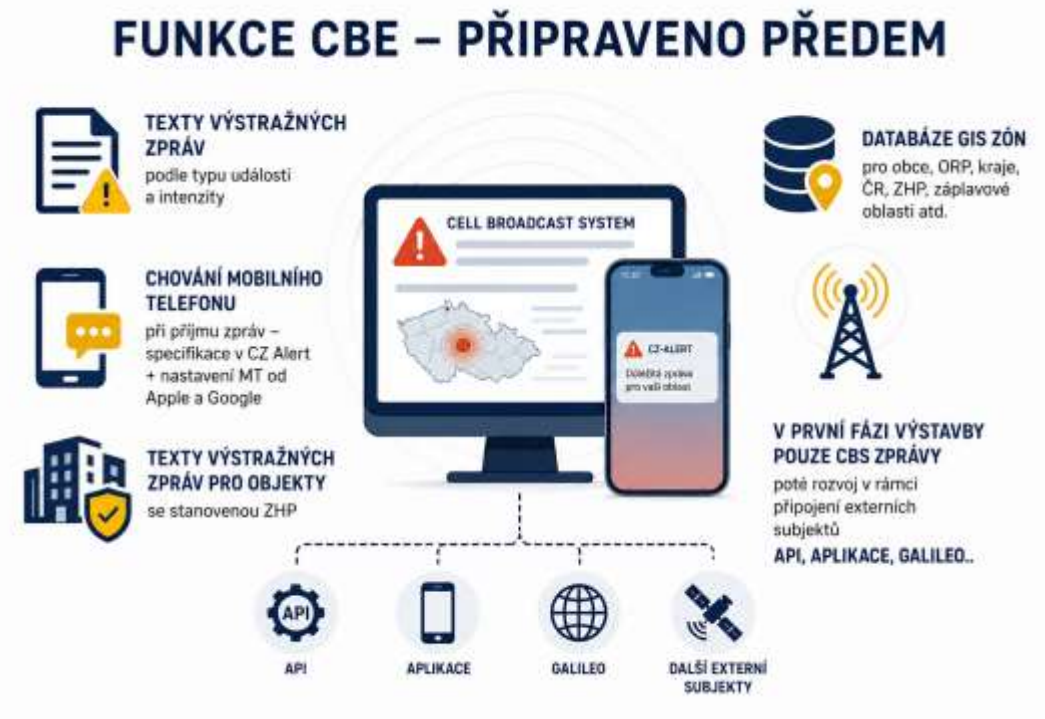 FUNKCE CBE – PŘIPRAVENO PŘEDEM
TEXTY VÝSTRAŽNÝCH
ZPRÁV
podle typu události
a intenzity
CHOVÁNÍ MOBILNÍHO
TELEFONU
při příjmu zpráv –
specifikace v CZ Alert
+ nastavení MT od
Apple a Google
TEXTY VÝSTRAŽNÝCH
ZPRÁV PRO OBJEKTY
se stanovenou ZHP
CELL BROADCAST SYSTEM
CZ-ALERT
Důležitá zpráva
pro vaši oblast
DATABÁZE GIS ZÓN
pro obce, ORP, kraje,
ČR, ZHP, záplavové
oblasti atd.
V PRVNÍ FÁZI VÝSTAVBY
POUZE CBS ZPRÁVY
poté rozvoj v rámci
připojení externích
subjektů
API, APLIKACE, GALILEO..
API
API
APLIKACE
GALILEO
DALŠÍ EXTERNÍ
SUBJEKTY